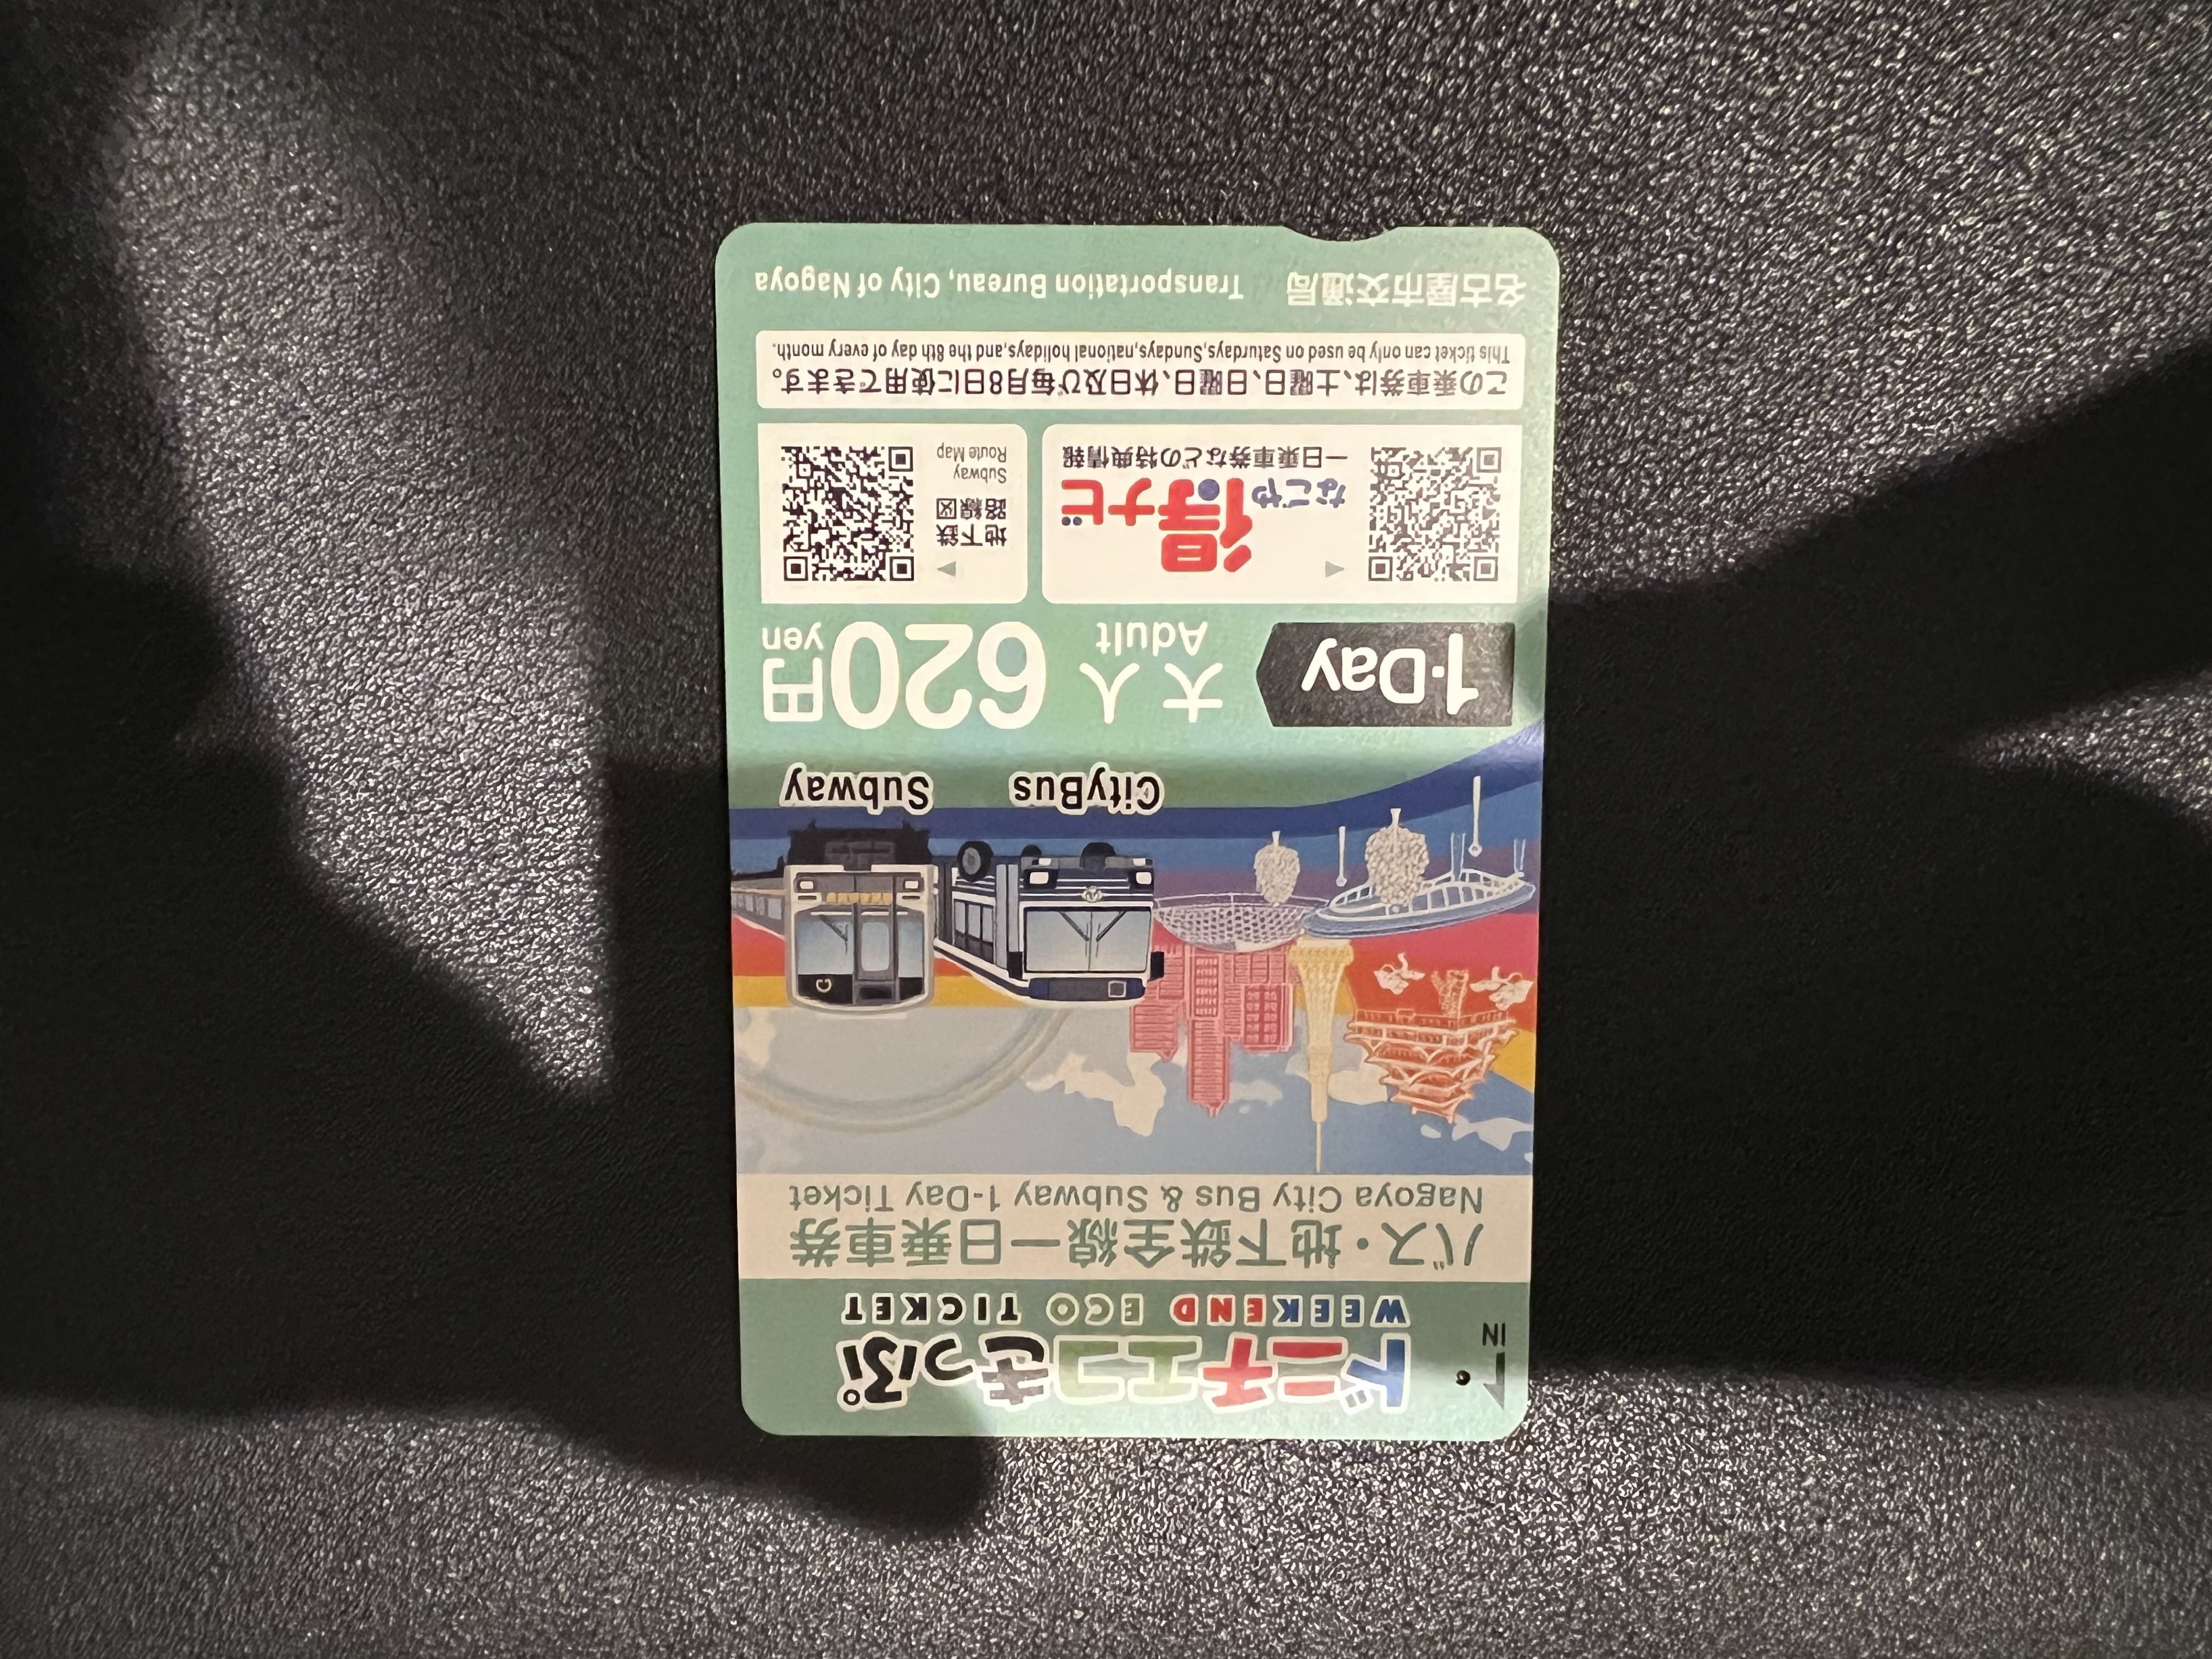 IN
ドニチエコきっぷ
WEEKEND ECO TICKET
バス・地下鉄全線一日乗車券
Nagoya City Bus & Subway 1-Day Ticket
CityBus
Subway
1-Day
大人 620円
Adult yen
なごや得ナビ
一日乗車券などの特典情報
地下鉄
路線図
Subway
Route Map
この乗車券は、土曜日、日曜日、休日及び毎月8日に使用できます。
This ticket can only be used on Saturdays,Sundays,national holidays,and the 8th day of every month.
名古屋市交通局 Transportation Bureau, City of Nagoya